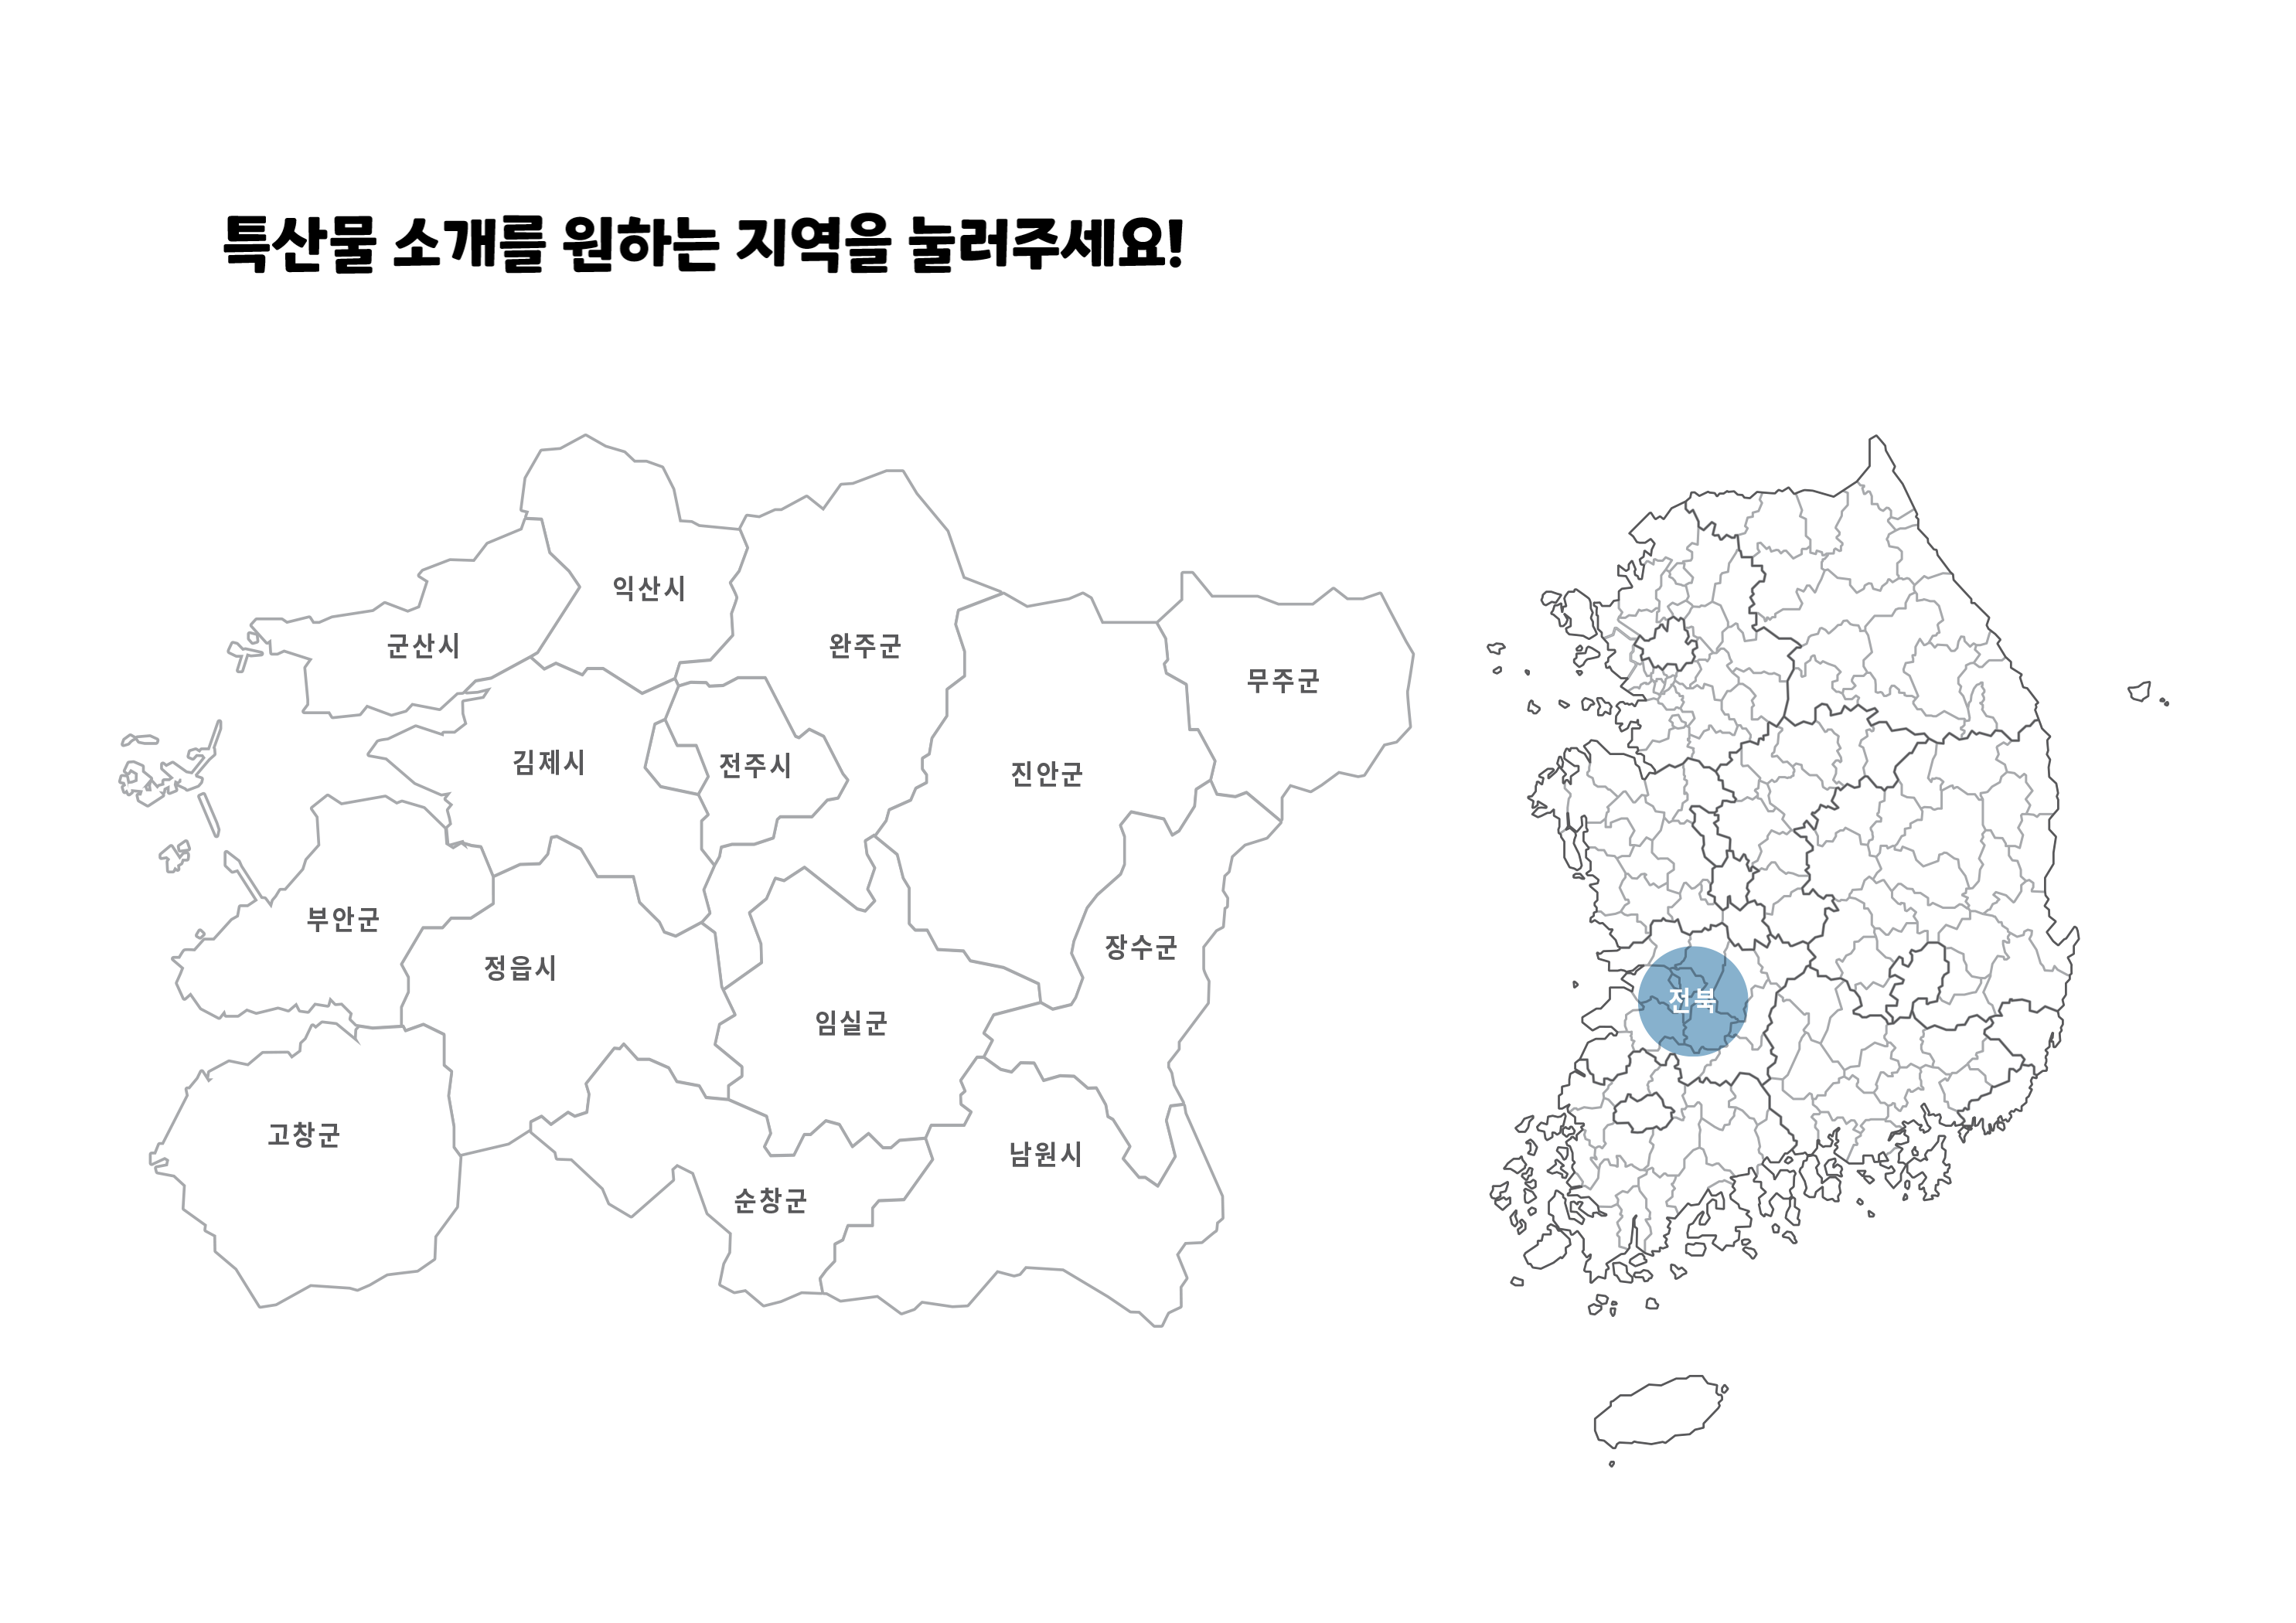 특산물 소개를 원하는 지역을 눌러주세요!
익산시
군산시
완주군
무주군
김제시
전주시
진안군
부안군
정읍시
장수군
임실군
고창군
남원시
순창군
전북